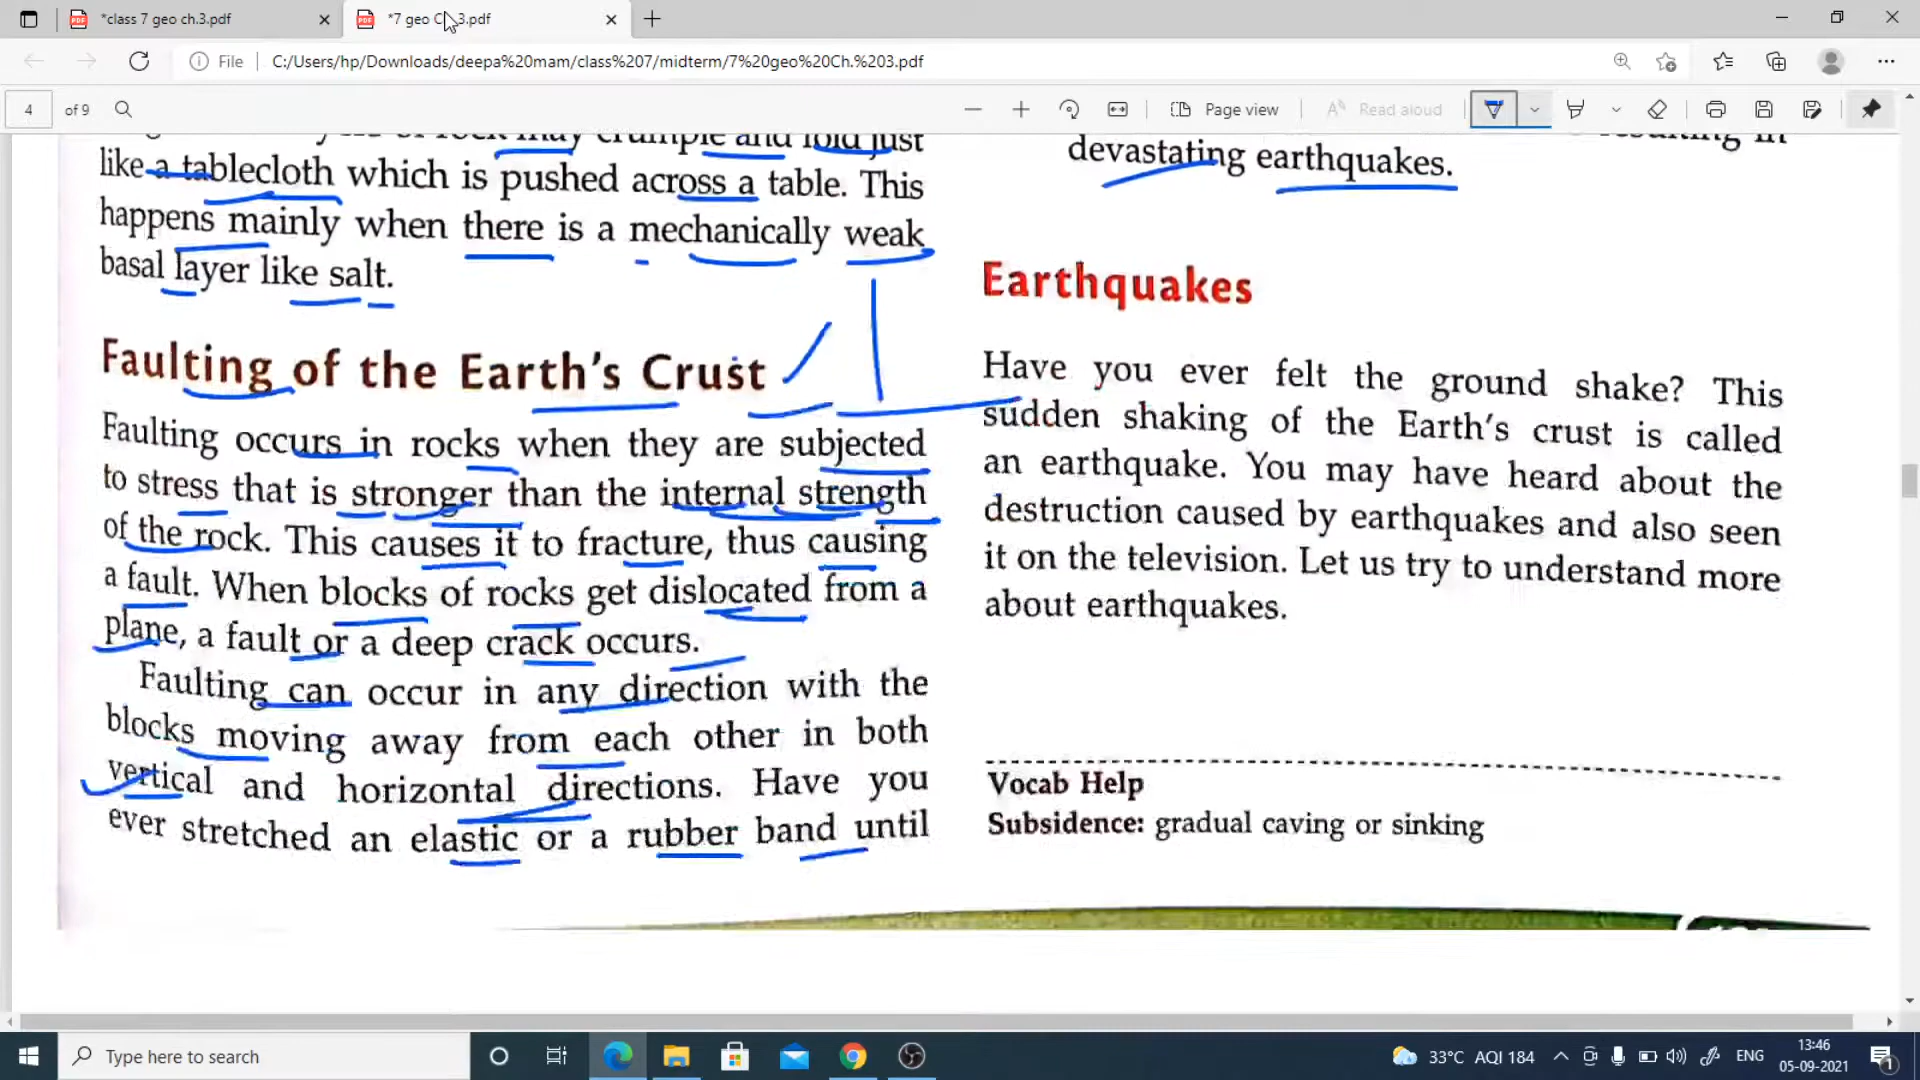 *class 7 geo ch.3.pdf
*7 geo C 3.pdf
File
C:/Users/hp/Downloads/deepa%20mam/class%207/midterm/7%20geo%20Ch.%203.pdf
4 of 9
Page view
Read aloud
of rock may crumple and fold just
like a tablecloth which is pushed across a table. This
happens mainly when there is a mechanically weak
basal layer like salt.
Faulting of the Earth's Crust
Faulting occurs in rocks when they are subjected
to stress that is stronger than the internal strength
of the rock. This causes it to fracture, thus causing
a fault. When blocks of rocks get dislocated from a
plane, a fault or a deep crack occurs.
Faulting can occur in any direction with the
blocks moving away from each other in both
vertical and horizontal directions. Have you
ever stretched an elastic or a rubber band until
resulting in
devastating earthquakes.
Earthquakes
Have you ever felt the ground shake? This
sudden shaking of the Earth's crust is called
an earthquake. You may have heard about the
destruction caused by earthquakes and also seen
it on the television. Let us try to understand more
about earthquakes.
Vocab Help
Subsidence: gradual caving or sinking
Type here to search
33°C AQI 184
ENG
13:46
05-09-2021
1